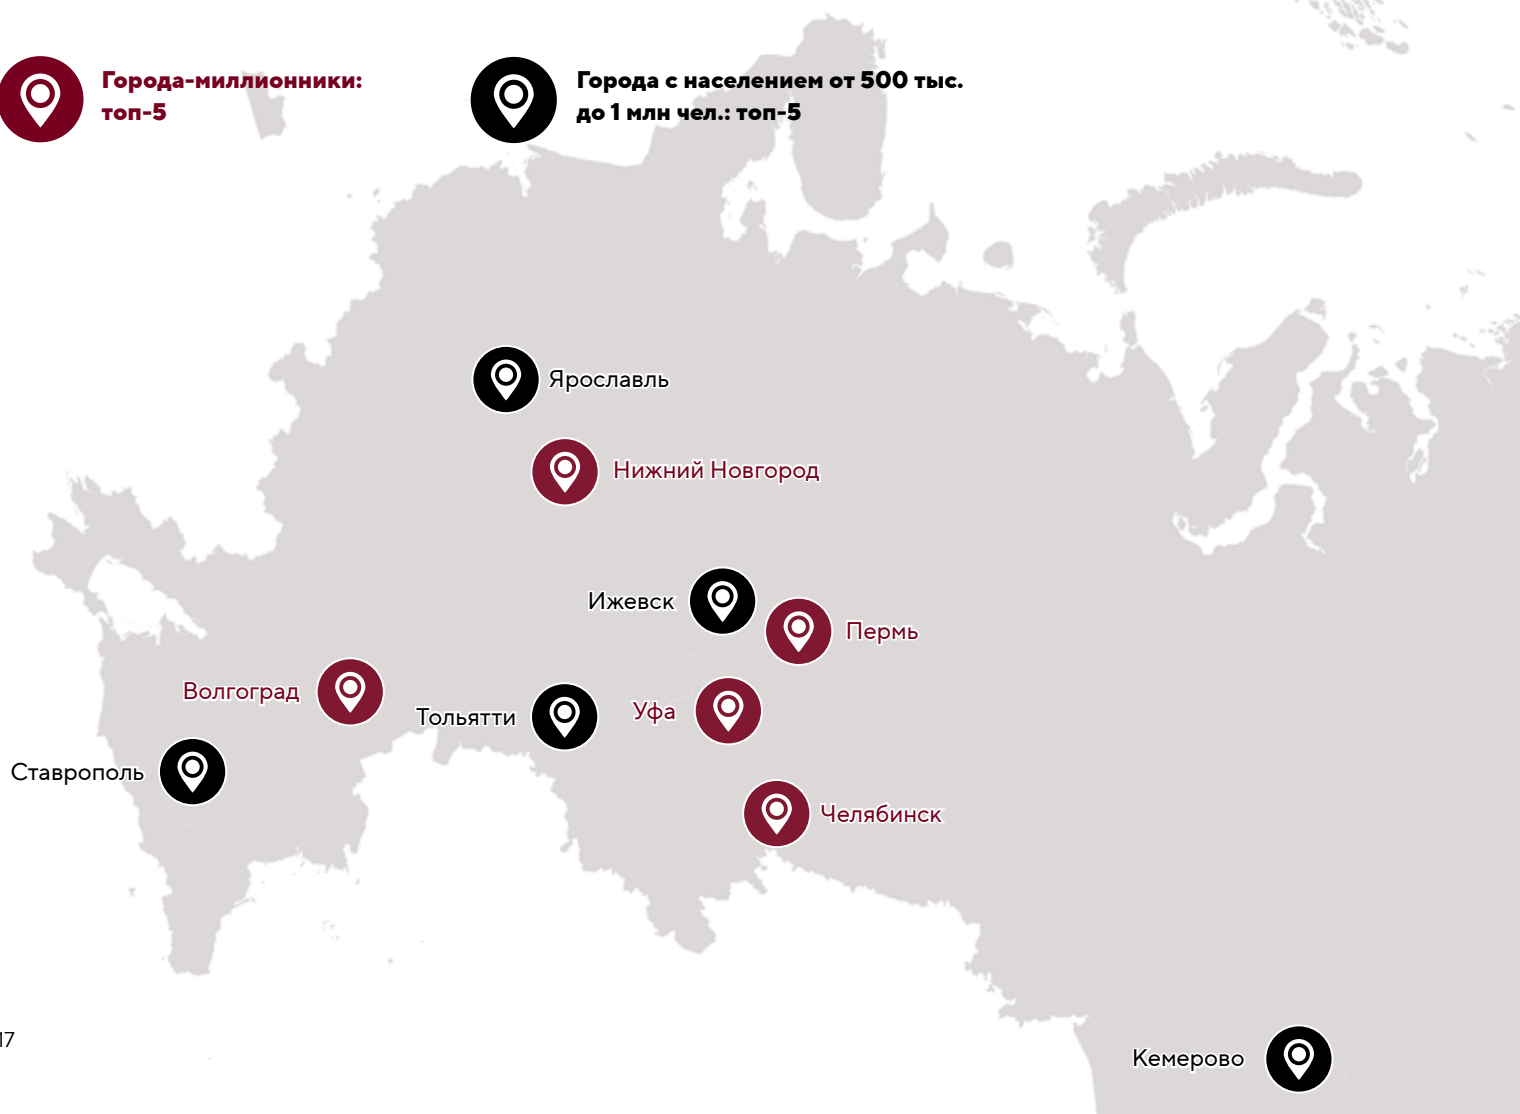 Города-миллионники:
топ-5
Города с населением от 500 тыс.
до 1 млн чел.: топ-5
Ярославль
Нижний Новгород
Ижевск
Пермь
Волгоград
Тольятти
Уфа
Ставрополь
Челябинск
17
Кемерово